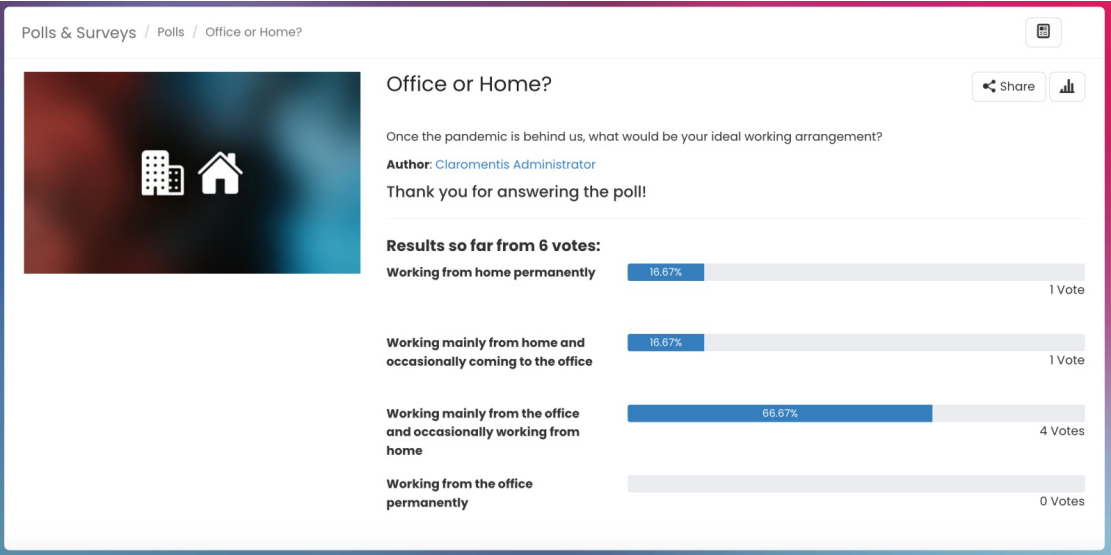 Polls & Surveys / Polls / Office or Home?
Office or Home?
Share
Once the pandemic is behind us, what would be your ideal working arrangement?
Author: Claromentis Administrator
Thank you for answering the poll!
Results so far from 6 votes:
Working from home permanently
16.67%
1 Vote
Working mainly from home and
occasionally coming to the office
16.67%
1 Vote
Working mainly from the office
and occasionally working from
home
66.67%
4 Votes
Working from the office
permanently
0 Votes